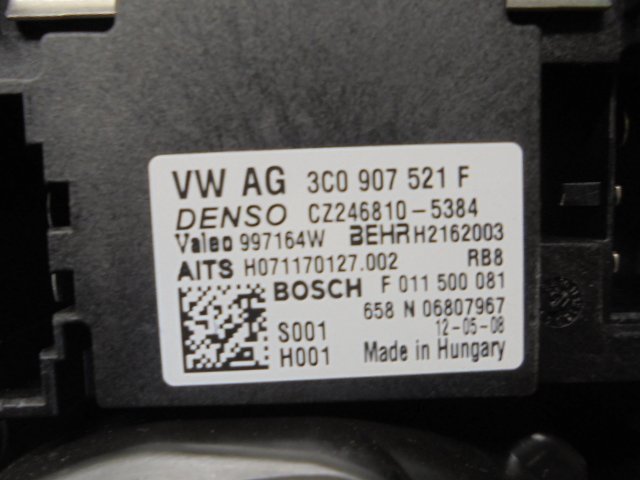 VW AG 3C0 907 521 F
DENSO CZ246810-5384
Valeo 997164W BEHR H2162003
AITS H071170127.002 RB8
BOSCH F 011 500 081
658 N 06807967
S001 12-05-08
H001 Made in Hungary